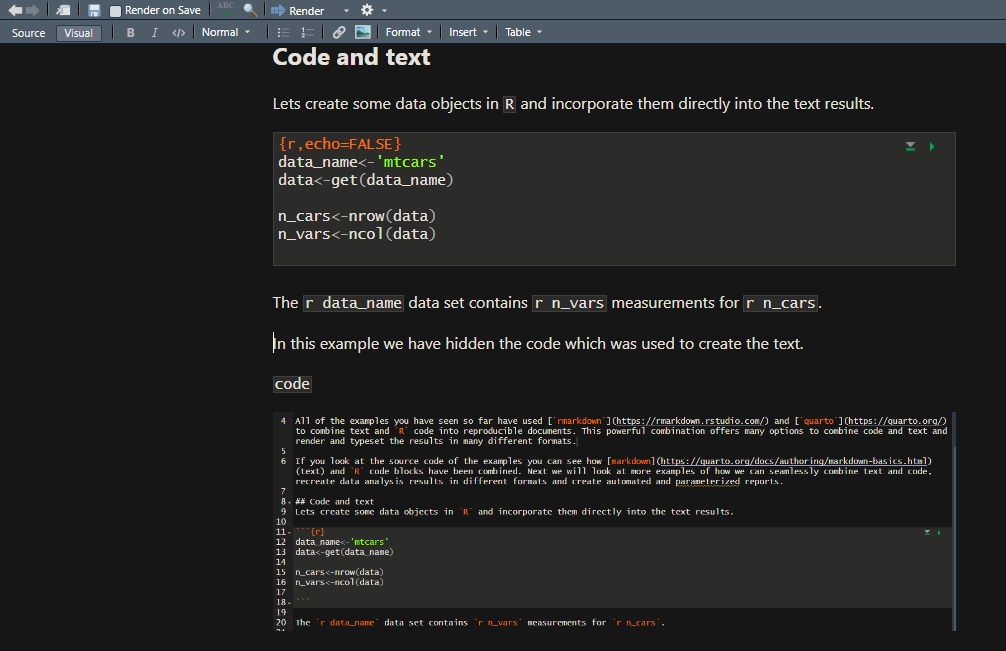 Render on Save ABC Render
Source Visual B I </> Normal Format Insert Table
Code and text
Lets create some data objects in R and incorporate them directly into the text results.
{r,echo=FALSE}
data_name<-'mtcars'
data<-get(data_name)
n_cars<-nrow(data)
n_vars<-ncol(data)
The r data_name data set contains r n_vars measurements for r n_cars.
In this example we have hidden the code which was used to create the text.
code
4 All of the examples you have seen so far have used [`rmarkdown`](https://rmarkdown.rstudio.com/) and [`quarto`](https://quarto.org/)
to combine text and `R` code into reproducible documents. This powerful combination offers many options to combine code and text and
render and typeset the results in many different formats.
5
6 If you look at the source code of the examples you can see how [markdown](https://quarto.org/docs/authoring/markdown-basics.html)
(text) and `R` code blocks have been combined. Next we will look at more examples of how we can seamlessly combine text and code,
recreate data analysis results in different formats and create automated and parameterized reports.
7
8 ## Code and text
9 Lets create some data objects in `R` and incorporate them directly into the text results.
10
11 ```{r}
12 data_name<-'mtcars'
13 data<-get(data_name)
14
15 n_cars<-nrow(data)
16 n_vars<-ncol(data)
17
18 ```
19
20 The `r data_name` data set contains `r n_vars` measurements for `r n_cars`.